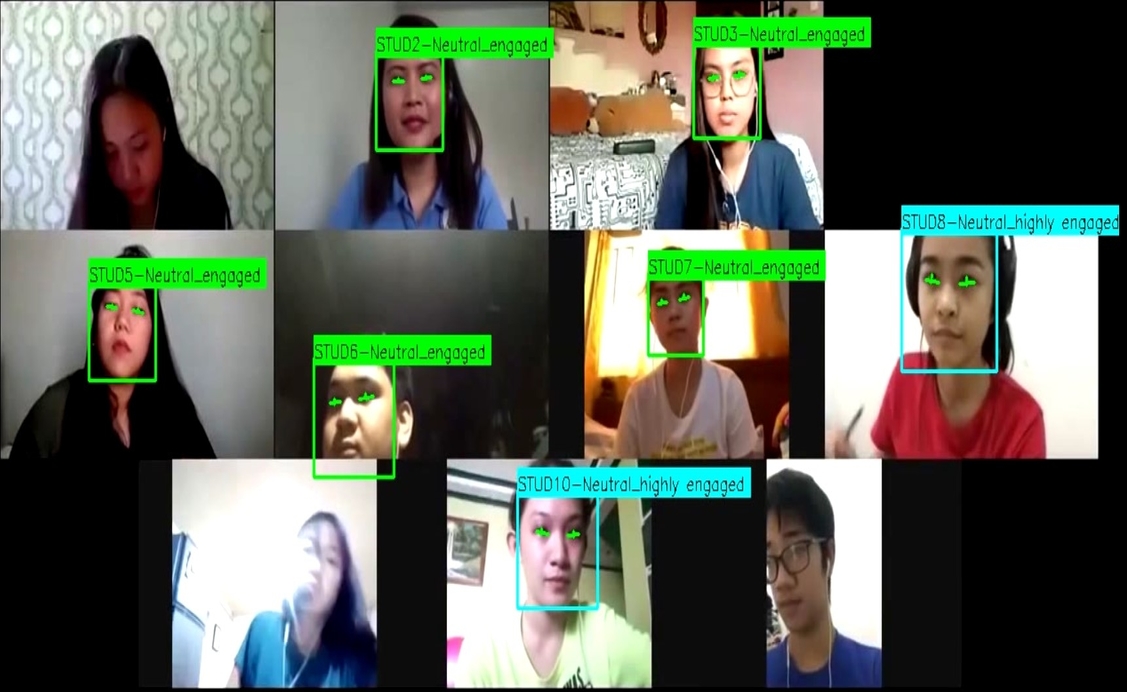 STUD2-Neutral_engaged
STUD3-Neutral_engaged
STUD8-Neutral_highly engaged
STUD5-Neutral_engaged
STUD7-Neutral_engaged
STUD6-Neutral_engaged
STUD10-Neutral_highly engaged